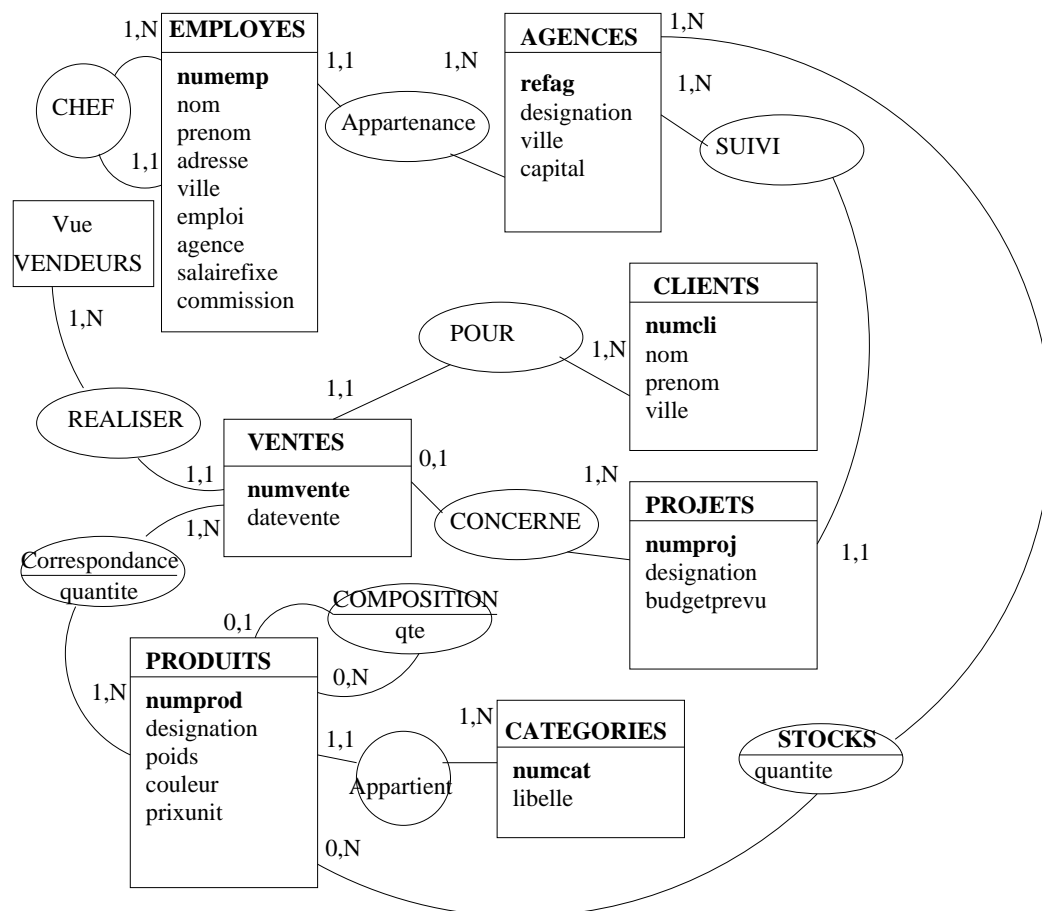 1,N
EMPLOYES
numemp
nom
prenom
adresse
ville
emploi
agence
salairefixe
commission
CHEF
1,1
1,1
Appartenance
1,N
AGENCES
refag
designation
ville
capital
1,N
1,N
SUIVI
Vue
VENDEURS
1,N
REALISER
1,1
POUR
1,1
1,N
CLIENTS
numcli
nom
prenom
ville
VENTES
numvente
datevente
0,1
CONCERNE
1,N
PROJETS
numproj
designation
budgetprevu
1,1
1,N
Correspondance
quantite
1,N
COMPOSITION
qte
0,1
0,N
PRODUITS
numprod
designation
poids
couleur
prixunit
1,1
Appartient
1,N
CATEGORIES
numcat
libelle
STOCKS
quantite
0,N